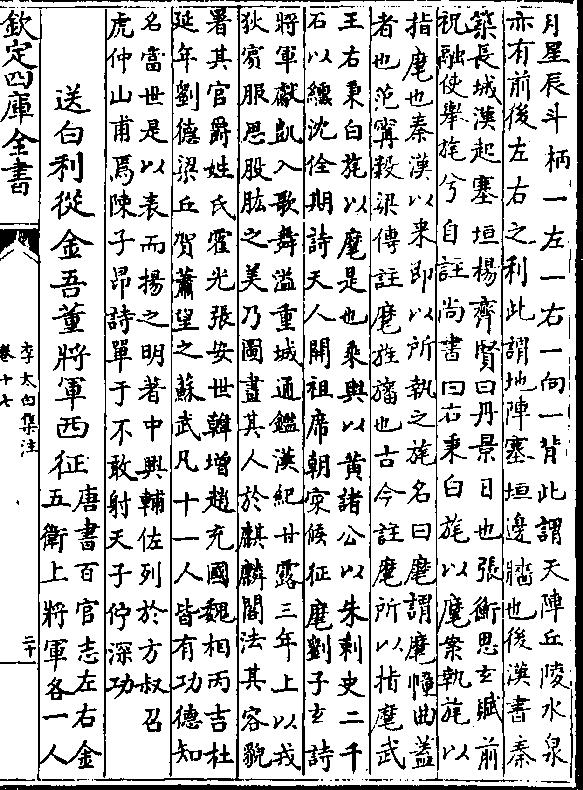 月星辰斗柄一左一右一向一背此謂天陣丘陵水泉
亦有前後左右之利此謂地陣塞垣邊牆也後漢書秦
築長城漢起塞垣楊齊賢曰丹景日也張衡思玄賦前
祝融使舉旄兮自註尚書曰右秉白旄以麾案執旄以
指麾也秦漢以來即以所執之旄名曰麾謂麾幢曲蓋
者也范甯穀梁傳註麾旌旛也古今註麾所以指麾武
王右秉白旄以麾是也乘輿以黄諸公以朱刺史二千
石以纁沈佺期詩天人開祖席朝寀候征麾劉子玄詩
將軍獻凱入歌舞溢重城通鑑漢紀甘露三年上以戎
狄賓服思股肱之美乃圖畫其人於麒麟閣法其容貌
署其官爵姓氏霍光張安世韓增趙充國魏相丙吉杜
延年劉德梁丘賀蕭望之蘇武凡十一人皆有功德知
名當世是以表而揚之明著中興輔佐列於方叔召
虎仲山甫焉陳子昂詩單于不敢射天子佇深功
送白利從金吾董將軍西征唐書百官志左右金
五衛上將軍各一人
欽定四庫全書
李太白集注
卷十七
二十